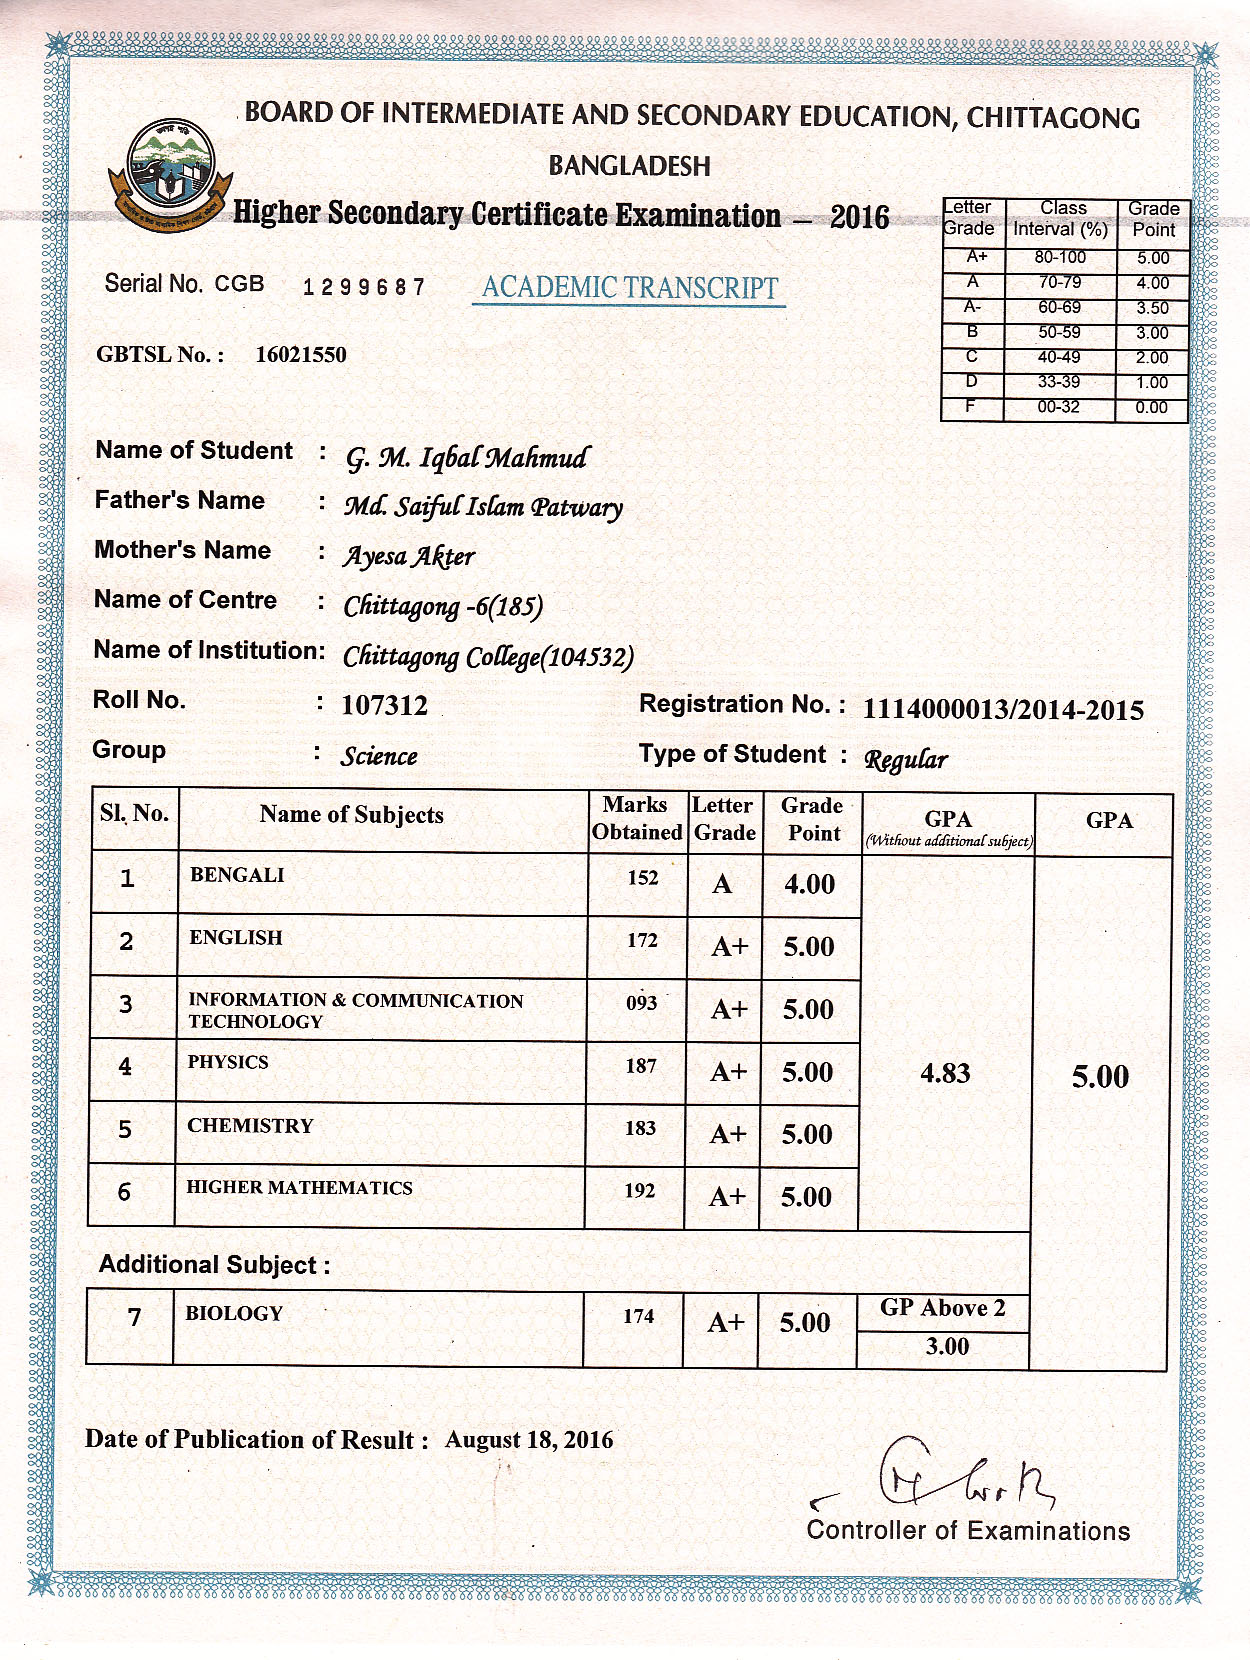 BOARD OF INTERMEDIATE AND SECONDARY EDUCATION, CHITTAGONG
BANGLADESH
Higher Secondary Certificate Examination – 2016
Letter Grade Class Interval (%) Grade Point
A+ 80-100 5.00
A 70-79 4.00
A- 60-69 3.50
B 50-59 3.00
C 40-49 2.00
D 33-39 1.00
F 00-32 0.00
Serial No. CGB 1299687 ACADEMIC TRANSCRIPT
GBTSL No. : 16021550
Name of Student : G. M. Iqbal Mahmud
Father's Name : Md. Saiful Islam Patwary
Mother's Name : Ayesa Akter
Name of Centre : Chittagong -6(185)
Name of Institution: Chittagong College(104532)
Roll No. : 107312 Registration No. : 1114000013/2014-2015
Group : Science Type of Student : Regular
Sl. No. Name of Subjects Marks Obtained Letter Grade Grade Point GPA (Without additional subject) GPA
1 BENGALI 152 A 4.00
2 ENGLISH 172 A+ 5.00
3 INFORMATION & COMMUNICATION TECHNOLOGY 093 A+ 5.00
4 PHYSICS 187 A+ 5.00 4.83 5.00
5 CHEMISTRY 183 A+ 5.00
6 HIGHER MATHEMATICS 192 A+ 5.00
Additional Subject :
7 BIOLOGY 174 A+ 5.00 GP Above 2
3.00
Date of Publication of Result : August 18, 2016
Controller of Examinations